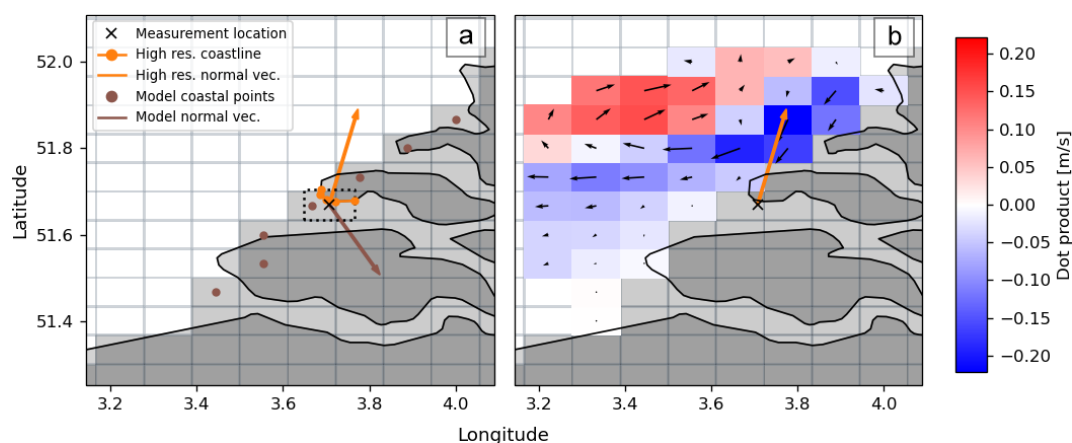 Measurement location
High res. coastline
High res. normal vec.
Model coastal points
Model normal vec.
a
b
52.0
51.8
51.6
51.4
Latitude
3.2 3.4 3.6 3.8 4.0
3.2 3.4 3.6 3.8 4.0
Longitude
0.20
0.15
0.10
0.05
0.00
−0.05
−0.10
−0.15
−0.20
Dot product [m/s]